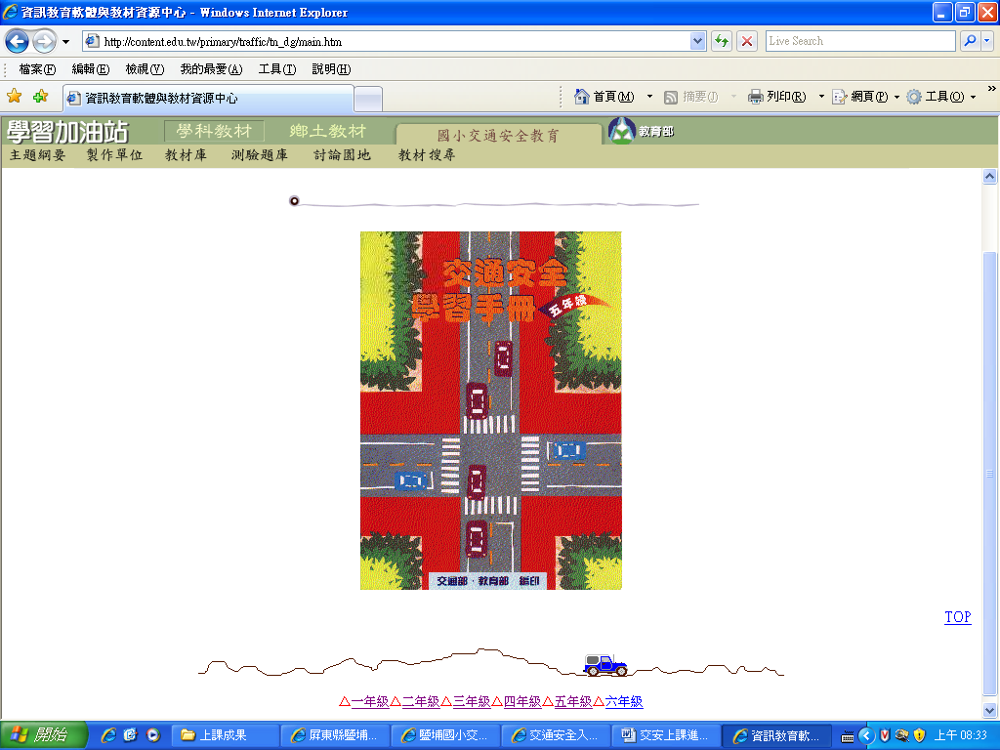 資訊教育軟體與教材資源中心 - Windows Internet Explorer
http://content.edu.tw/primary/traffic/tn_dg/main.htm
Live Search
檔案(F) 編輯(E) 檢視(V) 我的最愛(A) 工具(T) 說明(H)
資訊教育軟體與教材資源中心
首頁(M) 摘要(J) 列印(R) 網頁(P) 工具(O) »
學習加油站 學科教材 鄉土教材 國小交通安全教育 教育部
主題綱要 製作單位 教材庫 測驗題庫 討論園地 教材搜尋
交通安全
學習手冊 五年級
交通部·教育部 編印
TOP
△一年級△二年級△三年級△四年級△五年級△六年級
開始 上課成果 屏東縣鹽埔... 鹽埔國小交... 交通安全入... 交安上課進... 資訊教育軟... 上午 08:33